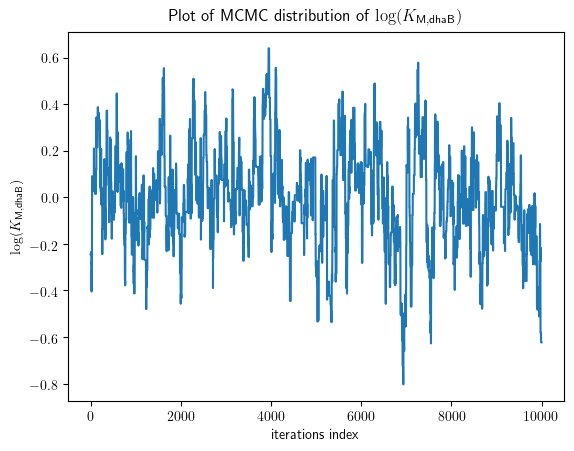 Plot of MCMC distribution of log(K_M,dhaB)
log(K_M,dhaB)
0.6
0.4
0.2
0.0
−0.2
−0.4
−0.6
−0.8
0 2000 4000 6000 8000 10000
iterations index